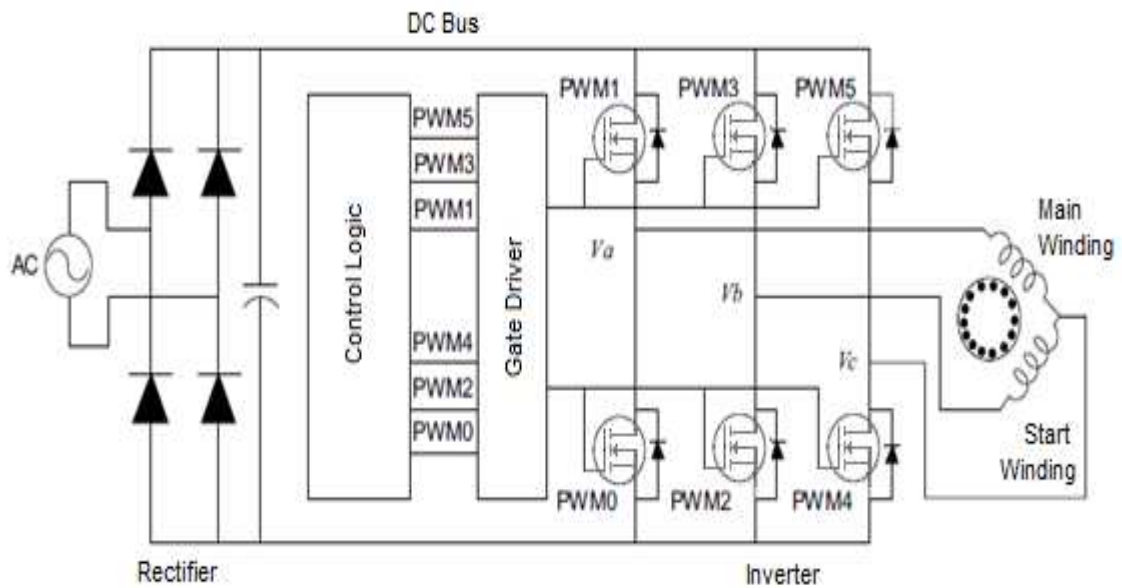 DC Bus
PWM1
PWM3
PWM5
PWM5
PWM3
PWM1
Main
Winding
AC
Control Logic
Gate Driver
Va
Vb
Vc
PWM4
PWM2
PWM0
Start
Winding
PWM0
PWM2
PWM4
Rectifier
Inverter